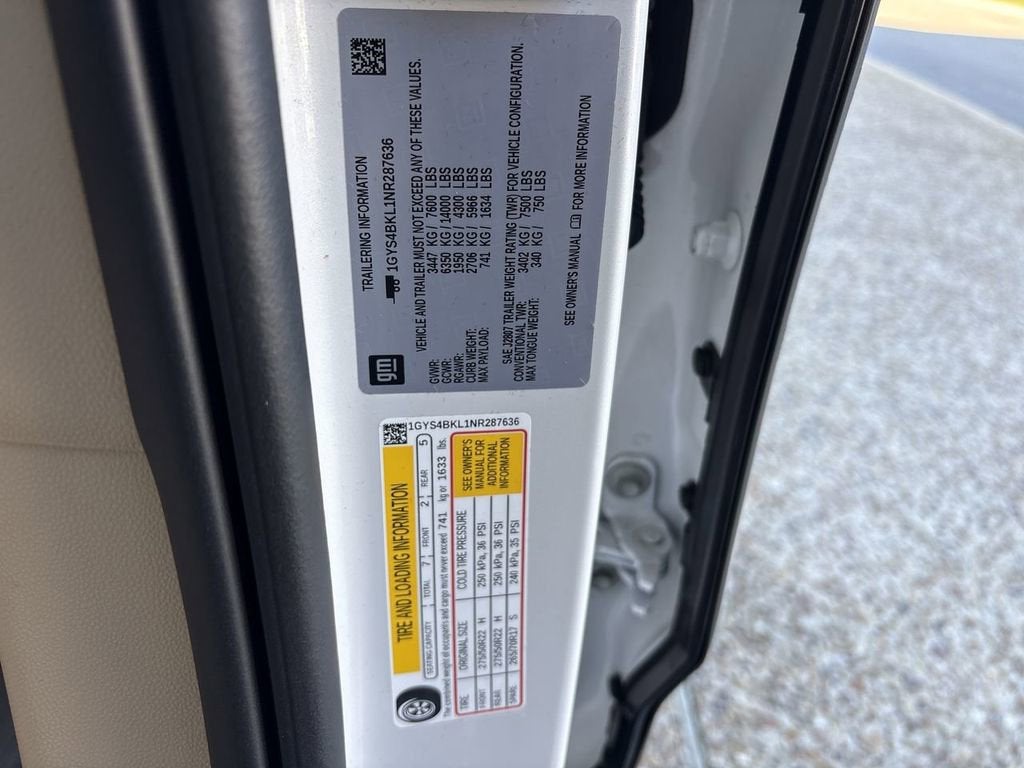 TRAILERING INFORMATION
gm 1GYS4BKL1NR287636
VEHICLE AND TRAILER MUST NOT EXCEED ANY OF THESE VALUES.
GVWR: 3447 KG / 7600 LBS
GCWR: 6350 KG / 14000 LBS
RGAWR: 1950 KG / 4300 LBS
CURB WEIGHT: 2706 KG / 5966 LBS
MAX PAYLOAD: 741 KG / 1634 LBS
SAE J2807 TRAILER WEIGHT RATING (TWR) FOR VEHICLE CONFIGURATION.
CONVENTIONAL TWR: 3402 KG / 7500 LBS
MAX TONGUE WEIGHT: 340 KG / 750 LBS
SEE OWNER'S MANUAL FOR MORE INFORMATION
1GYS4BKL1NR287636
TIRE AND LOADING INFORMATION
SEATING CAPACITY TOTAL 7 FRONT 2 REAR 5
The combined weight of occupants and cargo must never exceed 741 kg or 1633 lbs.
TIRE ORIGINAL SIZE COLD TIRE PRESSURE
FRONT 275/50R22 H 250 kPa, 36 PSI
REAR 275/50R22 H 250 kPa, 36 PSI
SPARE 265/70R17 S 240 kPa, 35 PSI
SEE OWNER'S
MANUAL FOR
ADDITIONAL
INFORMATION